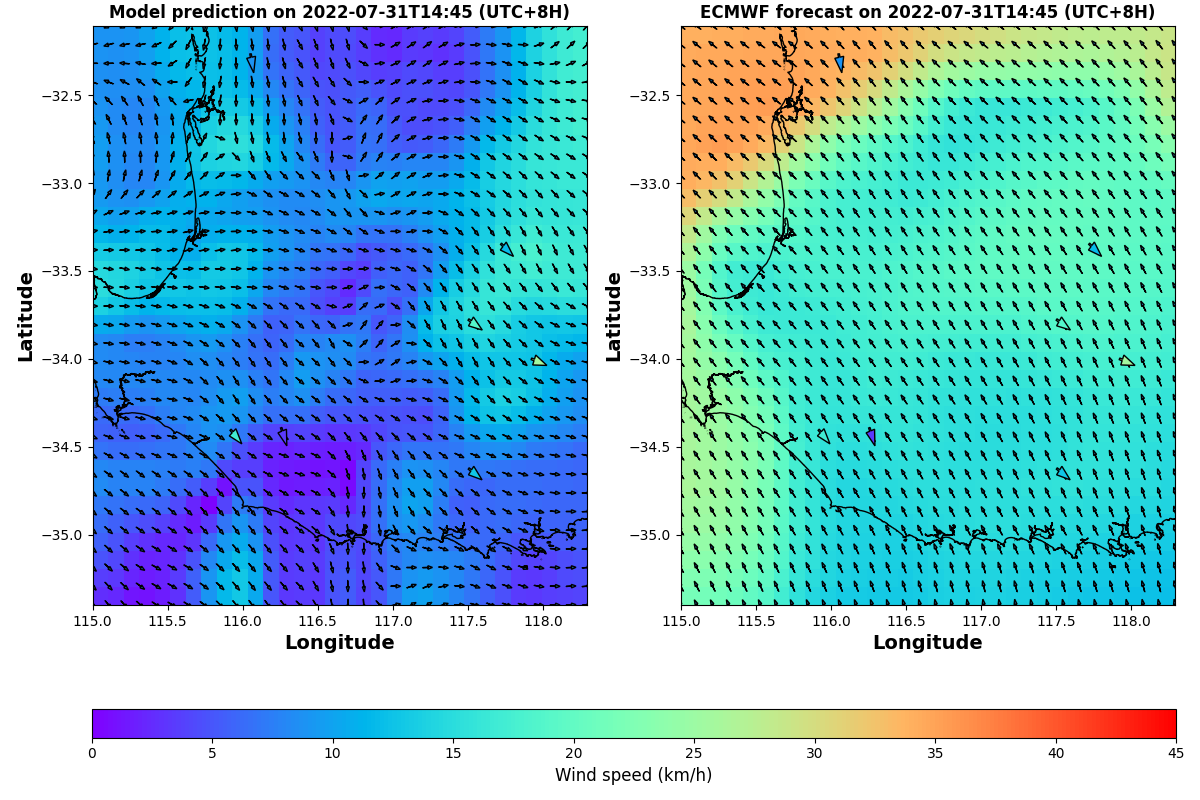 Model prediction on 2022-07-31T14:45 (UTC+8H)
ECMWF forecast on 2022-07-31T14:45 (UTC+8H)
Latitude
−32.5
−33.0
−33.5
−34.0
−34.5
−35.0
115.0 115.5 116.0 116.5 117.0 117.5 118.0
Longitude
Latitude
−32.5
−33.0
−33.5
−34.0
−34.5
−35.0
115.0 115.5 116.0 116.5 117.0 117.5 118.0
Longitude
0 5 10 15 20 25 30 35 40 45
Wind speed (km/h)